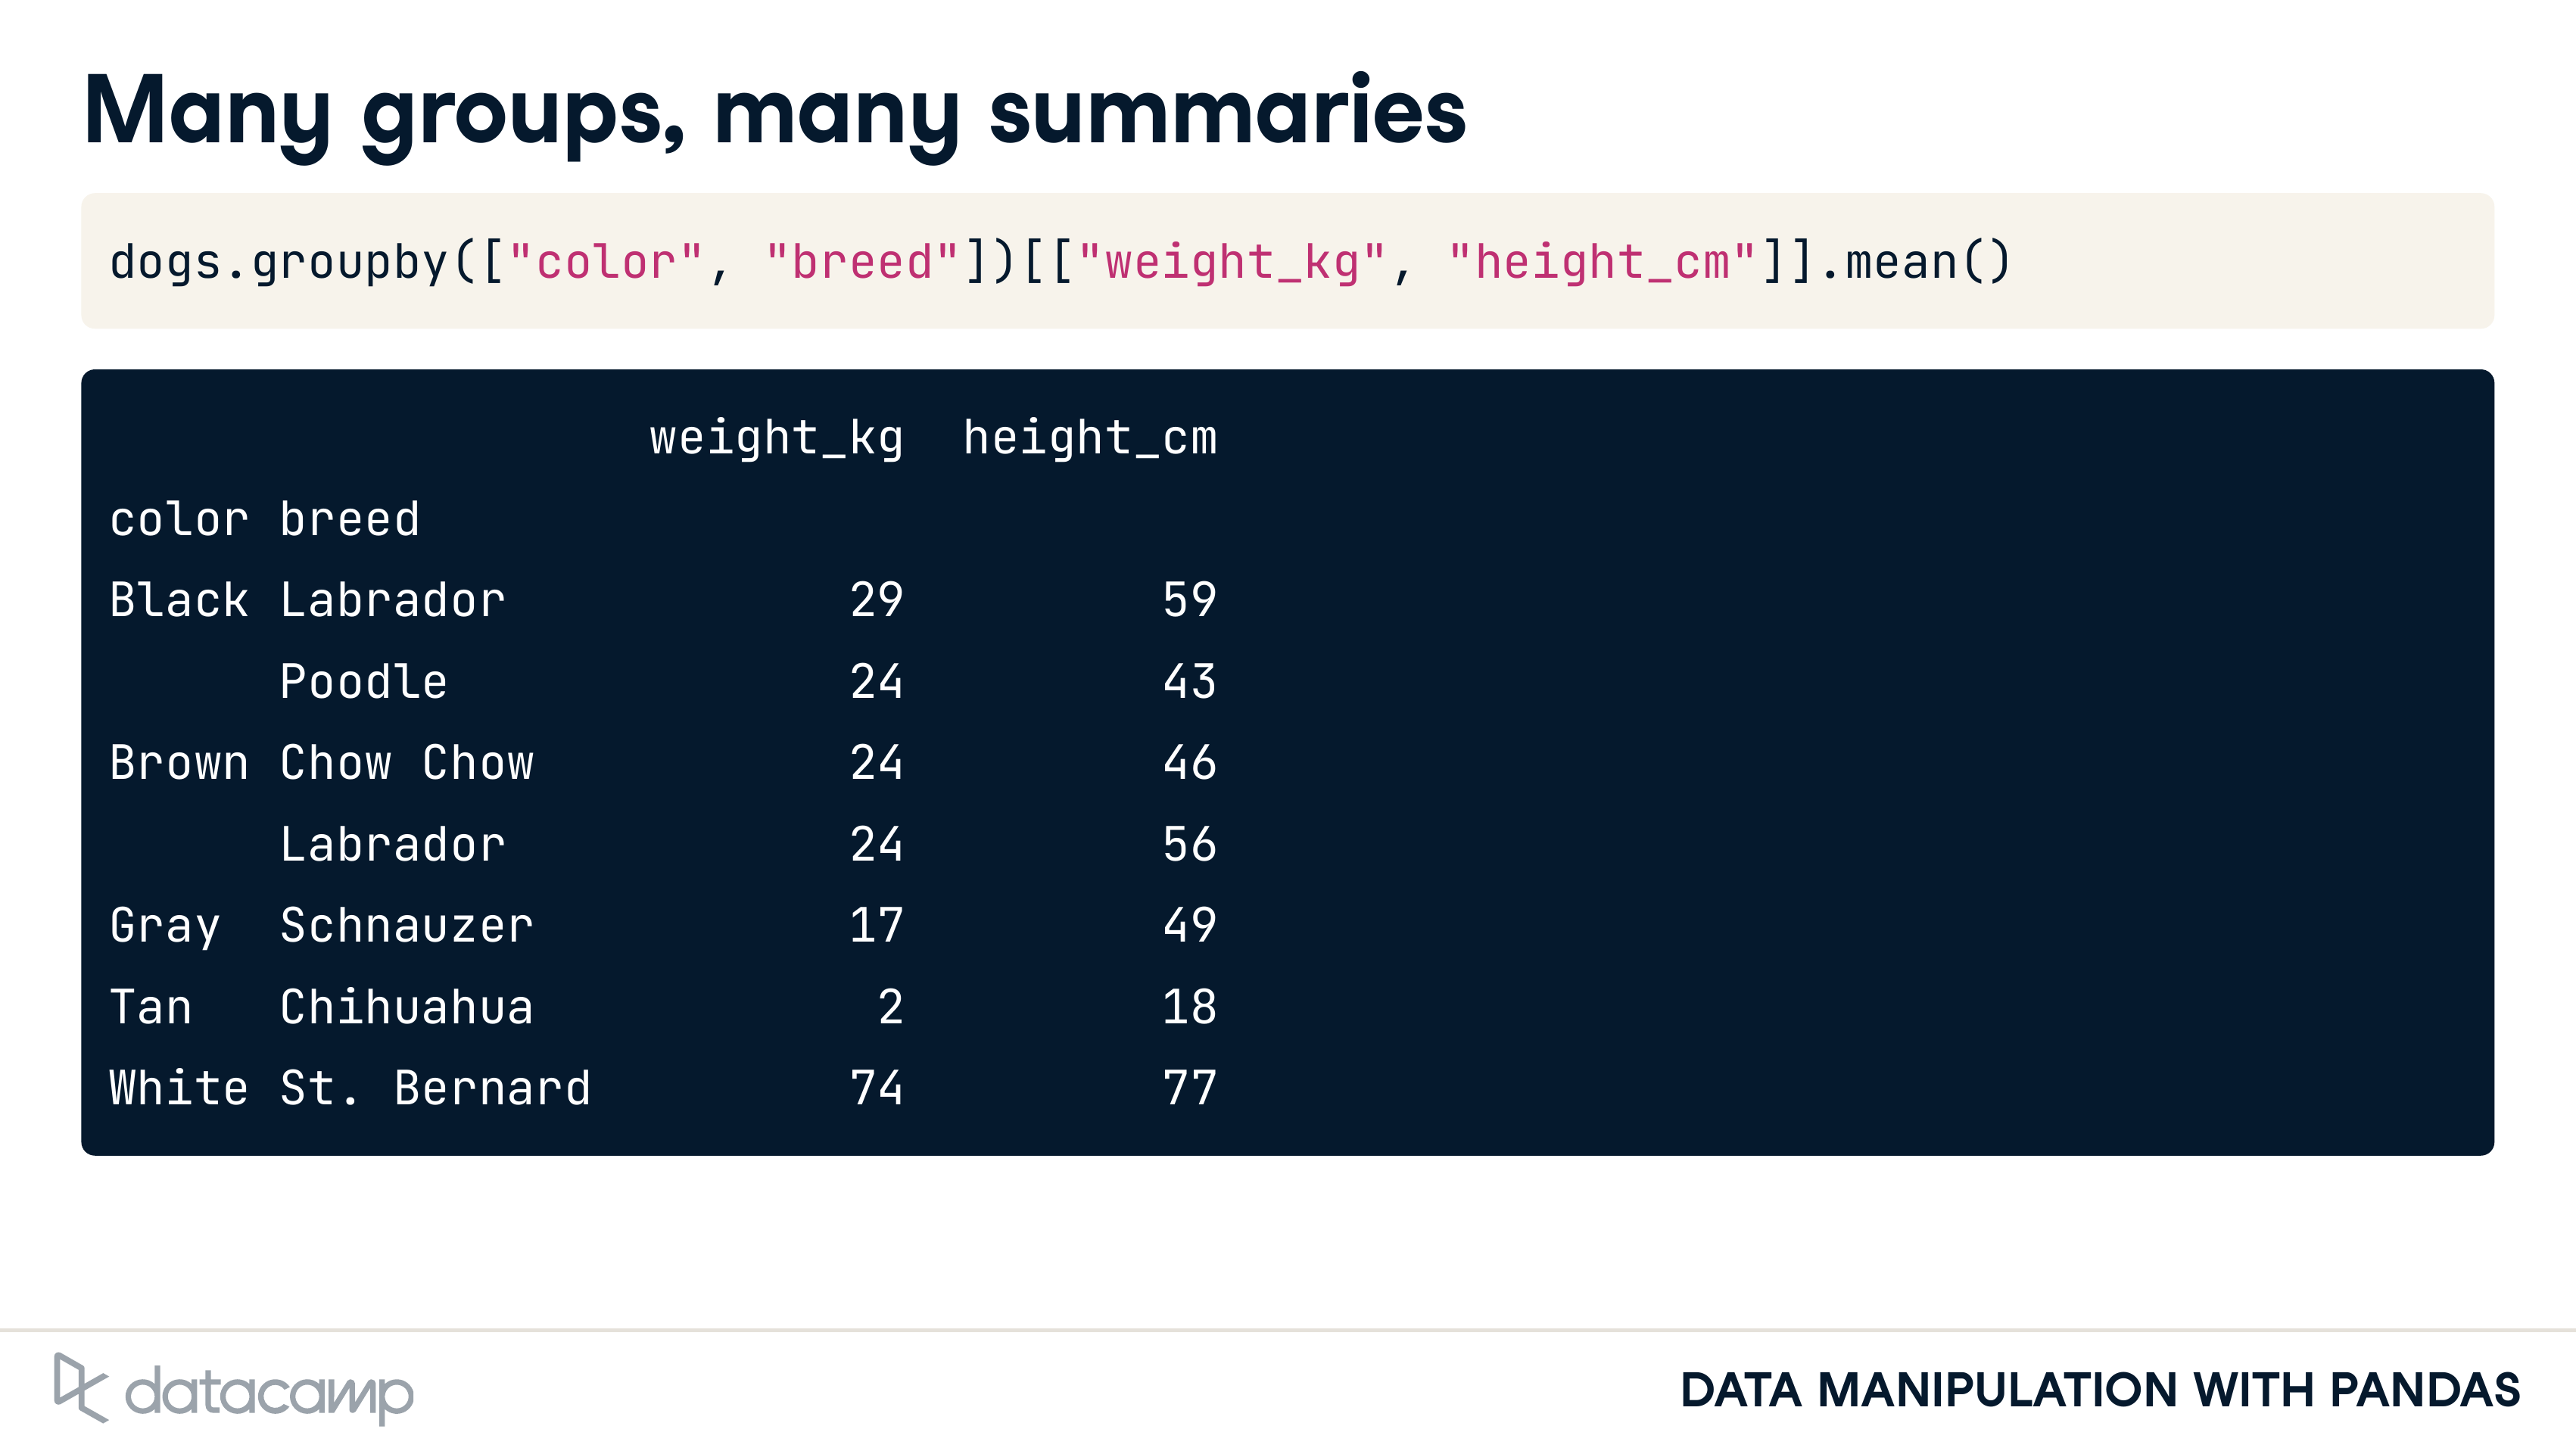 Many groups, many summaries
dogs.groupby(["color", "breed"])[["weight_kg", "height_cm"]].mean()
weight_kg height_cm
color breed
Black Labrador 29 59
Poodle 24 43
Brown Chow Chow 24 46
Labrador 24 56
Gray Schnauzer 17 49
Tan Chihuahua 2 18
White St. Bernard 74 77
datacamp
DATA MANIPULATION WITH PANDAS